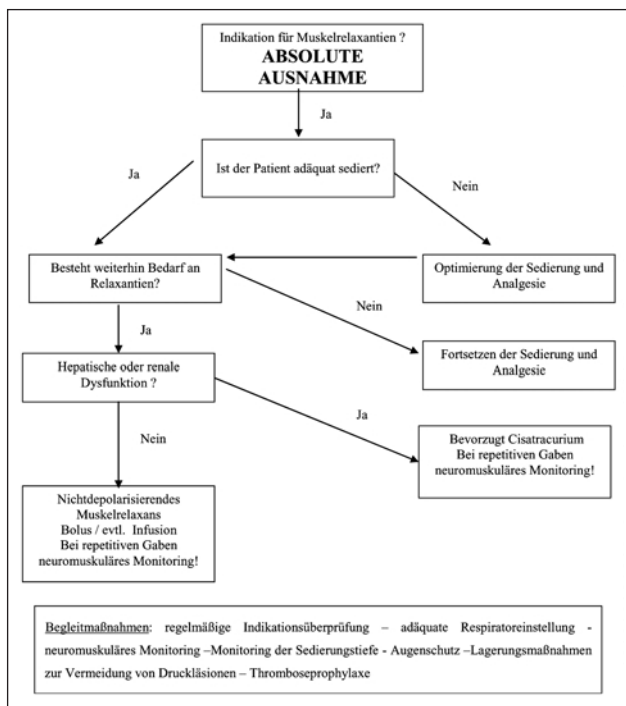 Indikation für Muskelrelaxantien ?
ABSOLUTE
AUSNAHME
Ja
Ist der Patient adäquat sediert?
Ja
Nein
Besteht weiterhin Bedarf an
Relaxantien?
Optimierung der Sedierung und
Analgesie
Nein
Ja
Fortsetzen der Sedierung und
Analgesie
Hepatische oder renale
Dysfunktion ?
Ja
Nein
Bevorzugt Cisatracurium
Bei repetitiven Gaben
neuromuskuläres Monitoring!
Nichtdepolarisierendes
Muskelrelaxans
Bolus / evtl. Infusion
Bei repetitiven Gaben
neuromuskuläres Monitoring!
Begleitmaßnahmen: regelmäßige Indikationsüberprüfung – adäquate Respiratoreinstellung -
neuromuskuläres Monitoring –Monitoring der Sedierungstiefe - Augenschutz –Lagerungsmaßnahmen
zur Vermeidung von Druckläsionen – Thromboseprophylaxe